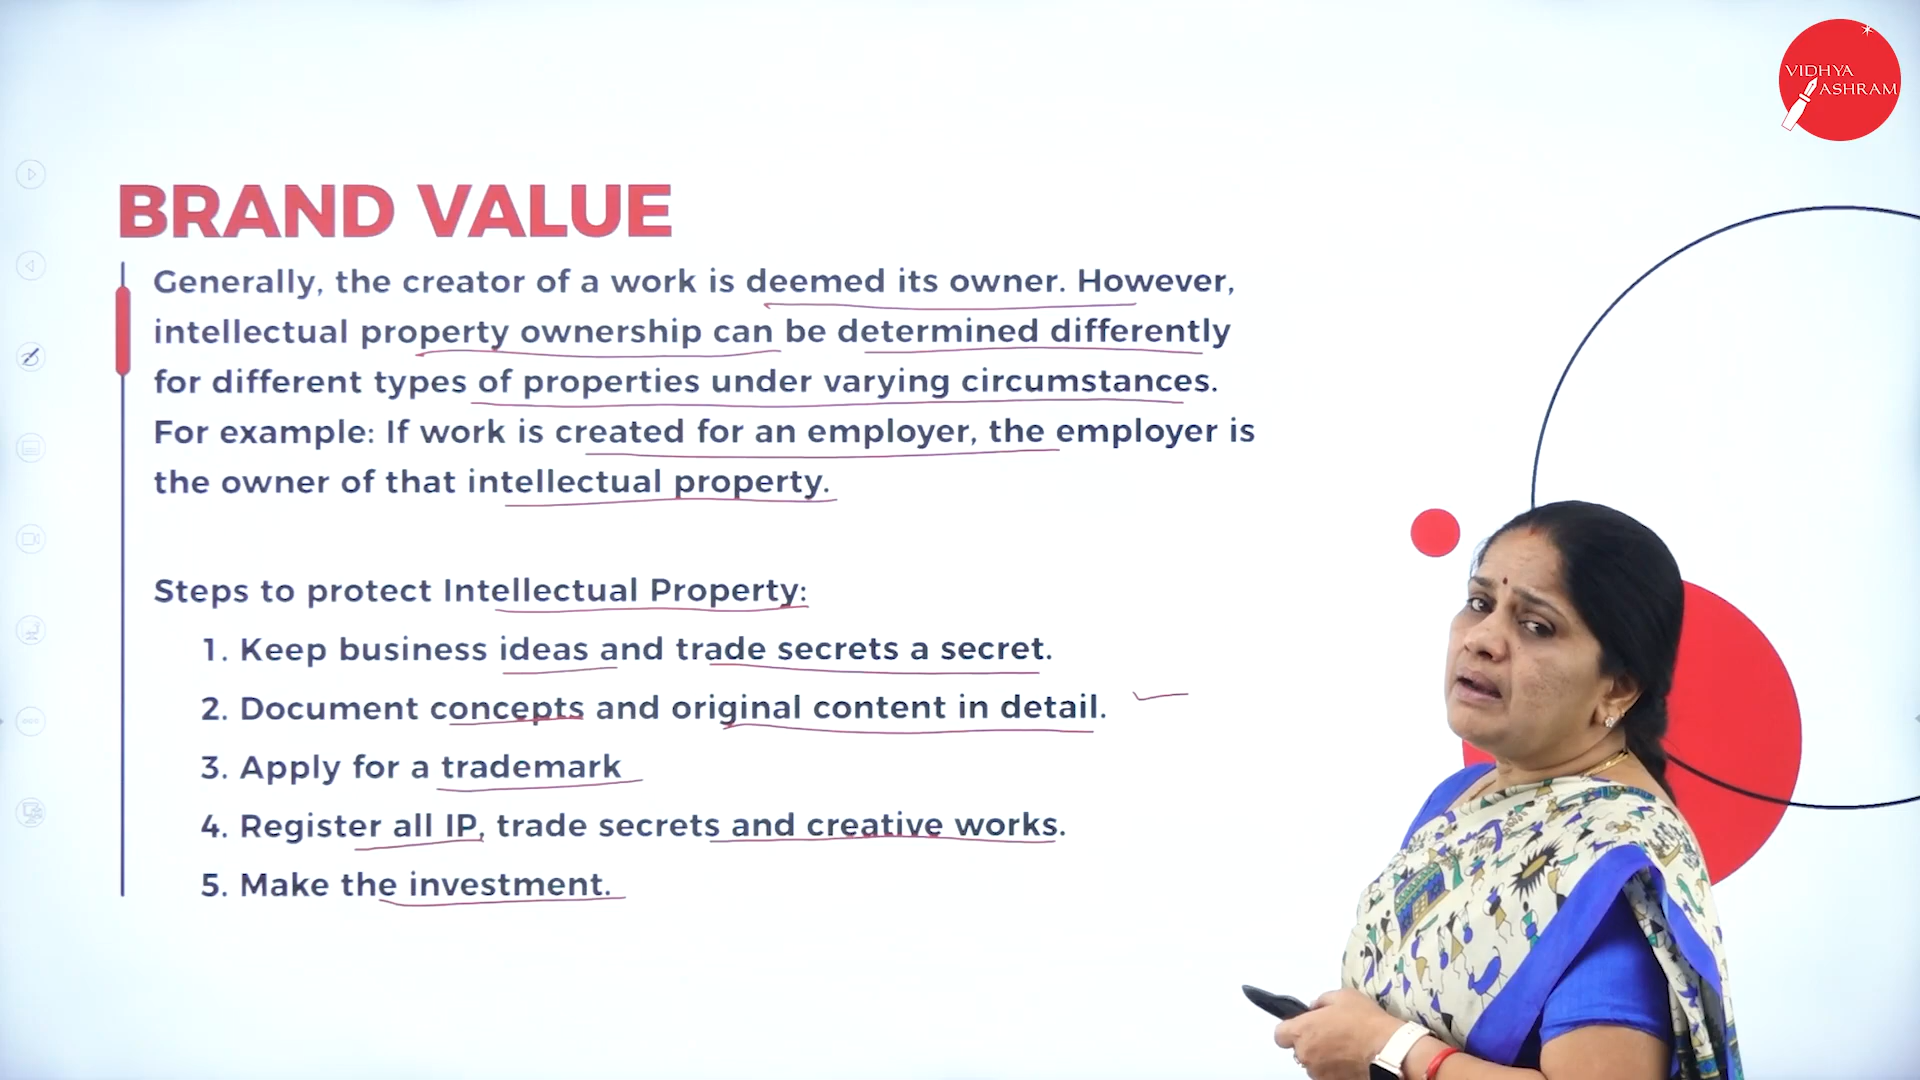 VIDHYA
ASHRAM
BRAND VALUE
Generally, the creator of a work is deemed its owner. However,
intellectual property ownership can be determined differently
for different types of properties under varying circumstances.
For example: If work is created for an employer, the employer is
the owner of that intellectual property.
Steps to protect Intellectual Property:
1. Keep business ideas and trade secrets a secret.
2. Document concepts and original content in detail.
3. Apply for a trademark
4. Register all IP, trade secrets and creative works.
5. Make the investment.